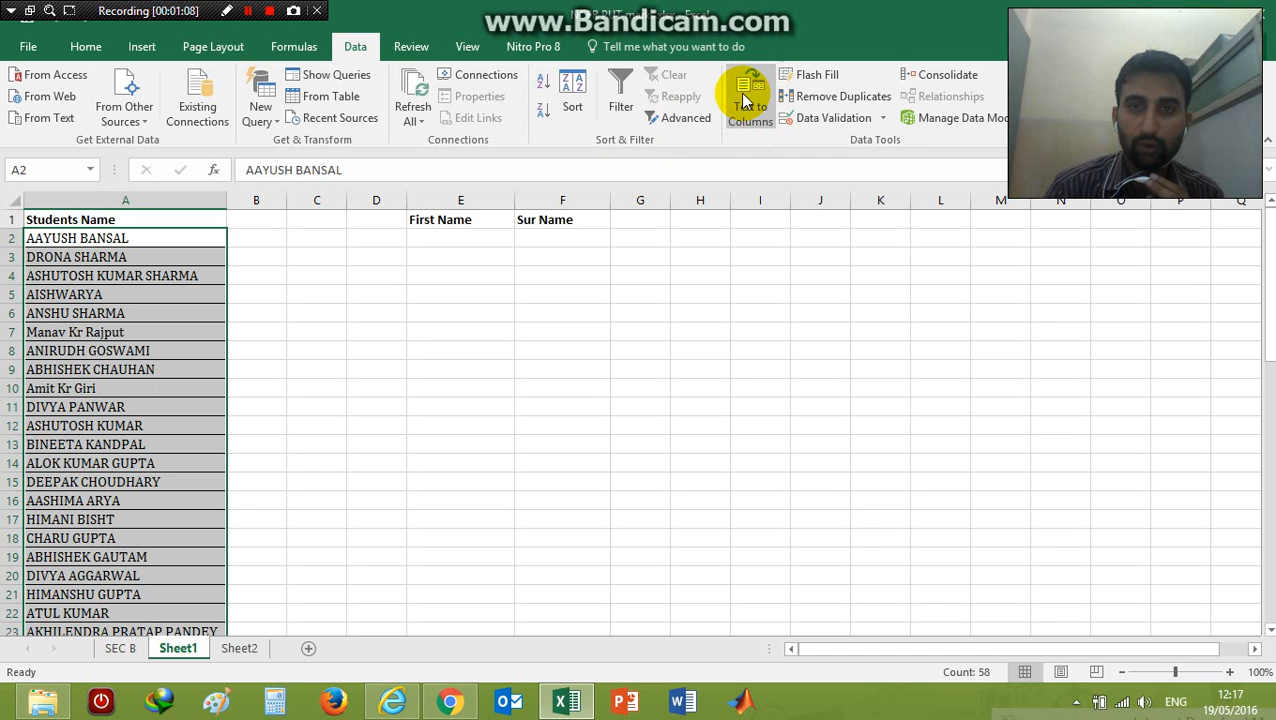 Recording [00:01:08]
www.Bandicam.com
File Home Insert Page Layout Formulas Data Review View Nitro Pro 8 Tell me what you want to do
From Access
From Web
From Text
From Other Sources
Existing Connections
Get External Data
New Query
Show Queries
From Table
Recent Sources
Get & Transform
Refresh All
Connections
Properties
Edit Links
Connections
Sort
Filter
Clear
Reapply
Advanced
Sort & Filter
Text to Columns
Flash Fill
Remove Duplicates
Data Validation
Consolidate
Relationships
Manage Data Mod
Data Tools
A2 fx AAYUSH BANSAL
A B C D E F G H I J K L M N O P Q
1 Students Name First Name Sur Name
2 AAYUSH BANSAL
3 DRONA SHARMA
4 ASHUTOSH KUMAR SHARMA
5 AISHWARYA
6 ANSHU SHARMA
7 Manav Kr Rajput
8 ANIRUDH GOSWAMI
9 ABHISHEK CHAUHAN
10 Amit Kr Giri
11 DIVYA PANWAR
12 ASHUTOSH KUMAR
13 BINEETA KANDPAL
14 ALOK KUMAR GUPTA
15 DEEPAK CHOUDHARY
16 AASHIMA ARYA
17 HIMANI BISHT
18 CHARU GUPTA
19 ABHISHEK GAUTAM
20 DIVYA AGGARWAL
21 HIMANSHU GUPTA
22 ATUL KUMAR
23 AKHILENDRA PRATAP PANDEY
SEC B Sheet1 Sheet2
Ready Count: 58 100%
ENG 12:17
19/05/2016